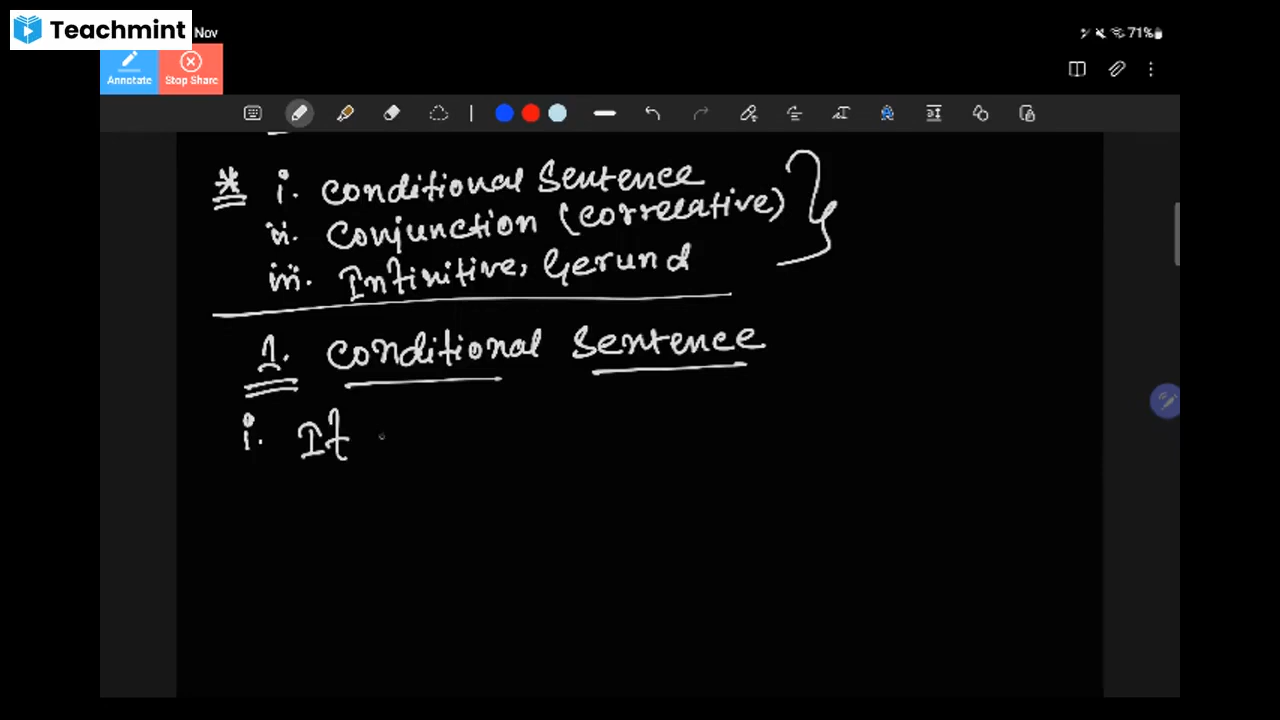 Teachmint
Nov
71%
Annotate
Stop Share
* i. Conditional Sentence
ii. Conjunction (Correlative)
iii. Infinitive, Gerund
1. Conditional Sentence
i. If